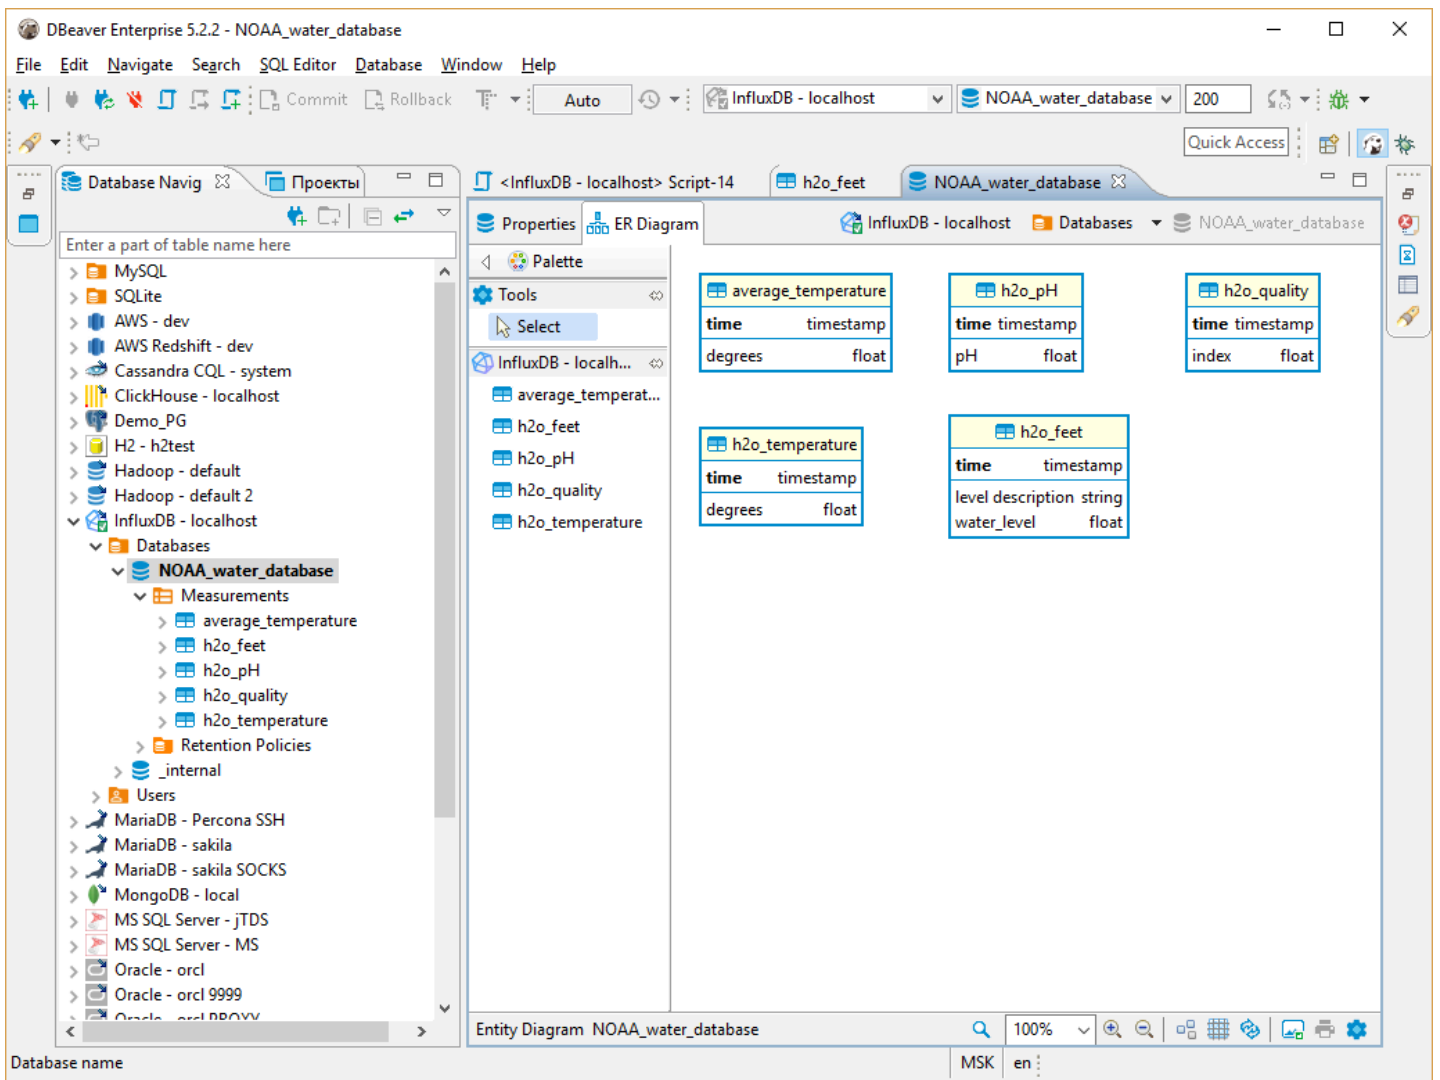 DBeaver Enterprise 5.2.2 - NOAA_water_database
File Edit Navigate Search SQL Editor Database Window Help
Commit Rollback Auto InfluxDB - localhost NOAA_water_database 200
Quick Access
Database Navig Проекты
Enter a part of table name here
MySQL
SQLite
AWS - dev
AWS Redshift - dev
Cassandra CQL - system
ClickHouse - localhost
Demo_PG
H2 - h2test
Hadoop - default
Hadoop - default 2
InfluxDB - localhost
Databases
NOAA_water_database
Measurements
average_temperature
h2o_feet
h2o_pH
h2o_quality
h2o_temperature
Retention Policies
_internal
Users
MariaDB - Percona SSH
MariaDB - sakila
MariaDB - sakila SOCKS
MongoDB - local
MS SQL Server - jTDS
MS SQL Server - MS
Oracle - orcl
Oracle - orcl 9999
Oracle - orcl PROXY
<InfluxDB - localhost> Script-14 h2o_feet NOAA_water_database
Properties ER Diagram InfluxDB - localhost Databases NOAA_water_database
Palette
Tools
Select
InfluxDB - localh...
average_temperat...
h2o_feet
h2o_pH
h2o_quality
h2o_temperature
average_temperature
time timestamp
degrees float
h2o_pH
time timestamp
pH float
h2o_quality
time timestamp
index float
h2o_temperature
time timestamp
degrees float
h2o_feet
time timestamp
level description string
water_level float
Entity Diagram NOAA_water_database 100%
Database name MSK en